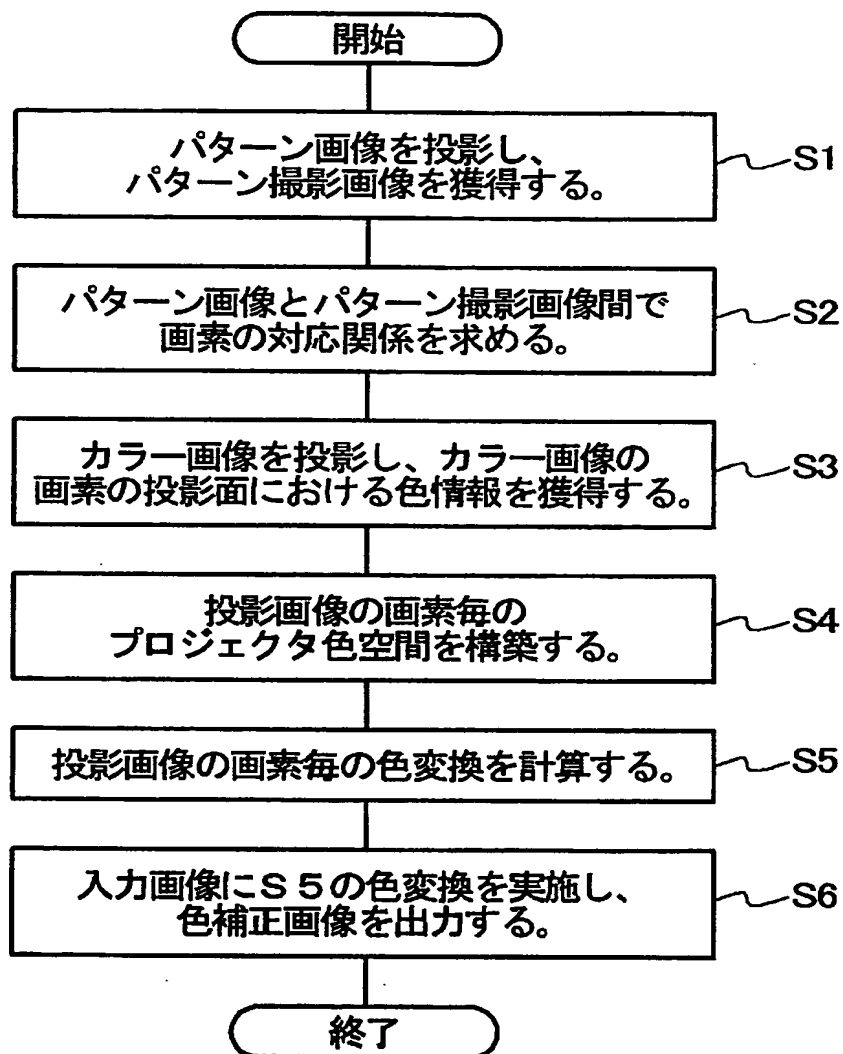 開始
パターン画像を投影し、
パターン撮影画像を獲得する。
S1
パターン画像とパターン撮影画像間で
画素の対応関係を求める。
S2
カラー画像を投影し、カラー画像の
画素の投影面における色情報を獲得する。
S3
投影画像の画素毎の
プロジェクタ色空間を構築する。
S4
投影画像の画素毎の色変換を計算する。
S5
入力画像にS5の色変換を実施し、
色補正画像を出力する。
S6
終了